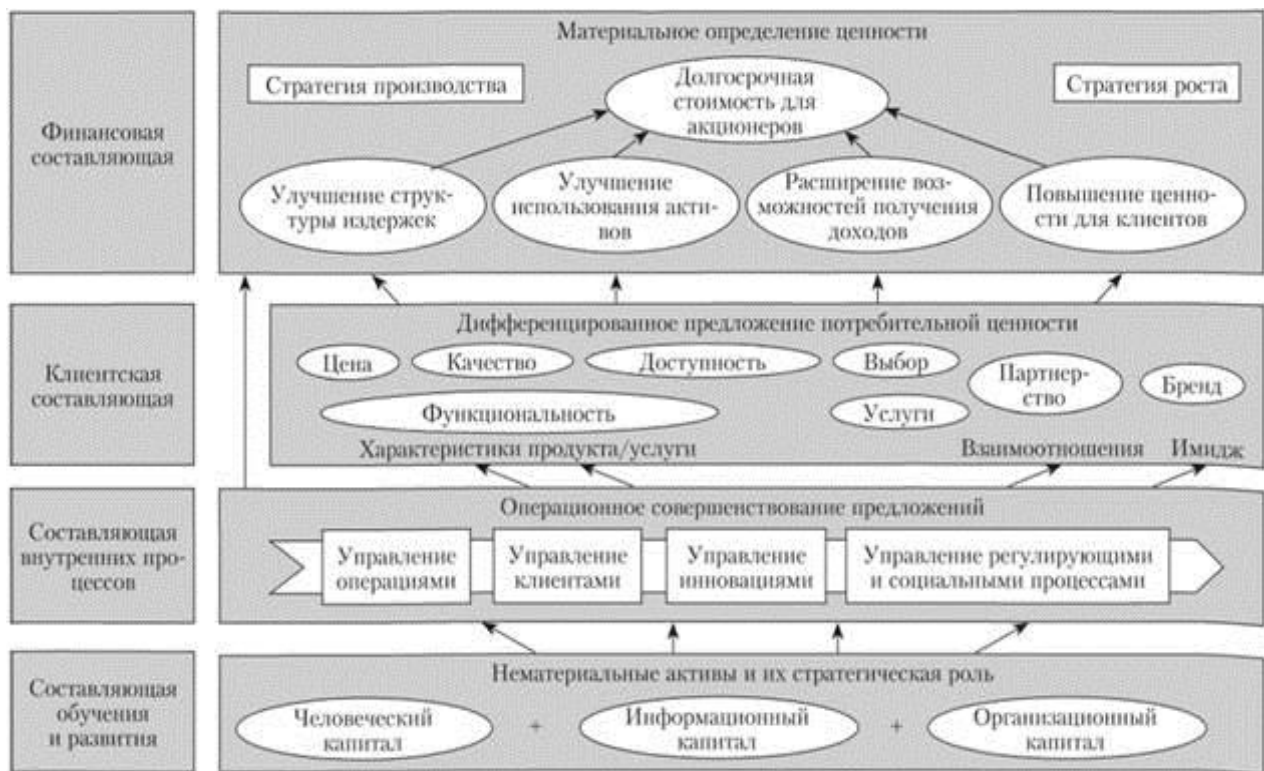 Финансовая
составляющая
Материальное определение ценности
Стратегия производства
Долгосрочная
стоимость для
акционеров
Стратегия роста
Улучшение струк-
туры издержек
Улучшение
использования акти-
вов
Расширение воз-
можностей получения
доходов
Повышение ценно-
сти для клиентов
Клиентская
составляющая
Дифференцированное предложение потребительной ценности
Цена
Качество
Доступность
Выбор
Партнер-
ство
Бренд
Функциональность
Услуги
Характеристики продукта/услуги
Взаимоотношения
Имидж
Составляющая
внутренних про-
цессов
Операционное совершенствование предложений
Управление
операциями
Управление
клиентами
Управление
инновациями
Управление регулирующими
и социальными процессами
Составляющая
обучения
и развития
Нематериальные активы и их стратегическая роль
Человеческий
капитал
+
Информационный
капитал
+
Организационный
капитал